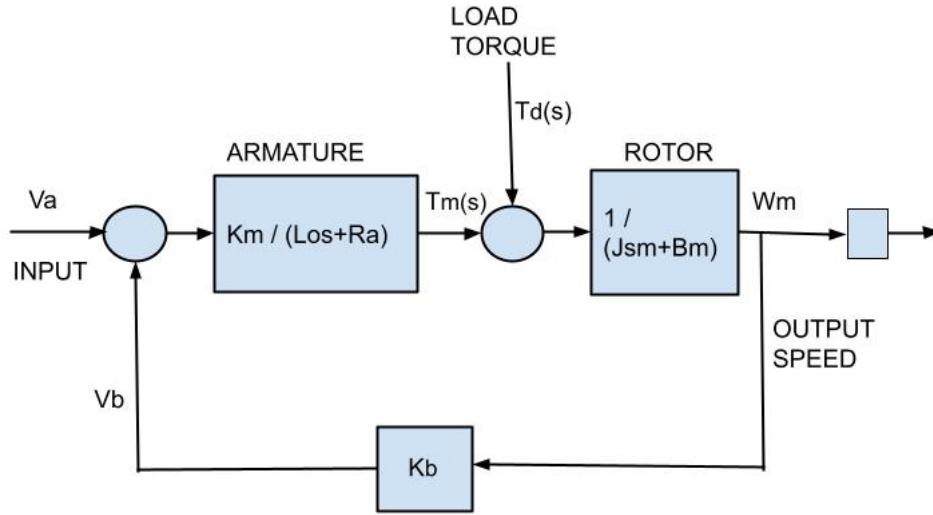 LOAD
TORQUE
Td(s)
ARMATURE
ROTOR
Va
Tm(s)
Wm
Km / (Los+Ra)
1 /
(Jsm+Bm)
INPUT
OUTPUT
SPEED
Vb
Kb